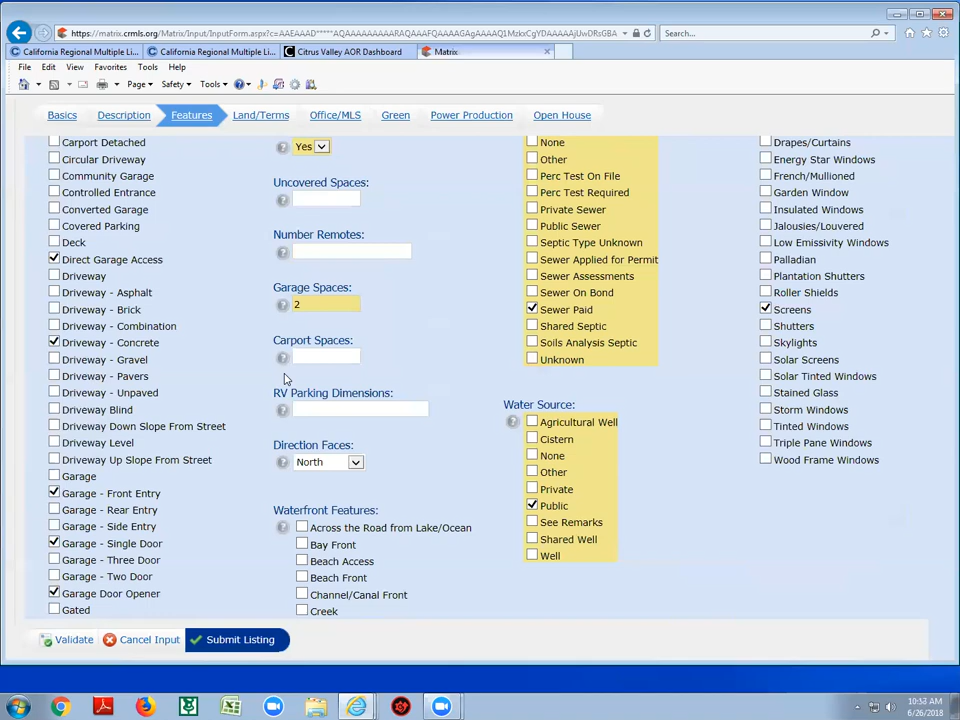 https://matrix.crmls.org/Matrix/InputForm.aspx?c=AAEAAAD
Search...
California Regional Multiple Li...
California Regional Multiple Li...
Citrus Valley AOR Dashboard
Matrix
File Edit View Favorites Tools Help
Page Safety Tools
Basics Description Features Land/Terms Office/MLS Green Power Production Open House
Carport Detached
Circular Driveway
Community Garage
Controlled Entrance
Converted Garage
Covered Parking
Deck
Direct Garage Access
Driveway
Driveway - Asphalt
Driveway - Brick
Driveway - Combination
Driveway - Concrete
Driveway - Gravel
Driveway - Pavers
Driveway - Unpaved
Driveway Blind
Driveway Down Slope From Street
Driveway Level
Driveway Up Slope From Street
Garage
Garage - Front Entry
Garage - Rear Entry
Garage - Side Entry
Garage - Single Door
Garage - Three Door
Garage - Two Door
Garage Door Opener
Gated
Yes
Uncovered Spaces:
Number Remotes:
Garage Spaces:
2
Carport Spaces:
RV Parking Dimensions:
Direction Faces:
North
Waterfront Features:
Across the Road from Lake/Ocean
Bay Front
Beach Access
Beach Front
Channel/Canal Front
Creek
None
Other
Perc Test On File
Perc Test Required
Private Sewer
Public Sewer
Septic Type Unknown
Sewer Applied for Permit
Sewer Assessments
Sewer On Bond
Sewer Paid
Shared Septic
Soils Analysis Septic
Unknown
Water Source:
Agricultural Well
Cistern
None
Other
Private
Public
See Remarks
Shared Well
Well
Drapes/Curtains
Energy Star Windows
French/Mullioned
Garden Window
Insulated Windows
Jalousies/Louvered
Low Emissivity Windows
Palladian
Plantation Shutters
Roller Shields
Screens
Shutters
Skylights
Solar Screens
Solar Tinted Windows
Stained Glass
Storm Windows
Tinted Windows
Triple Pane Windows
Wood Frame Windows
Validate Cancel Input Submit Listing
6/26/2018